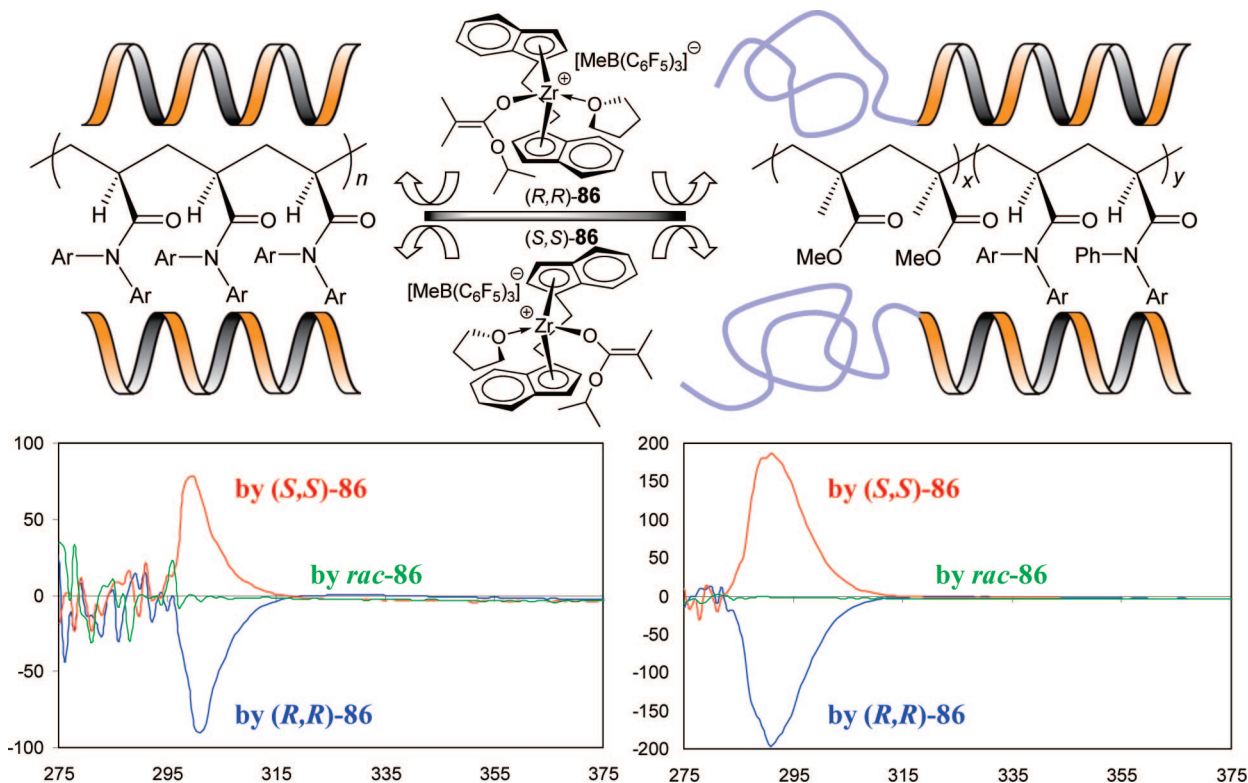 [MeB(C6F5)3]⊖
⊕
Zr
O
O
O
(R,R)-86
(S,S)-86
[MeB(C6F5)3]⊖
⊕
Zr
O
O
O
n
H H H
O O O
N N N
Ar Ar Ar
Ar Ar Ar
x y
H H
O O O O
MeO MeO
N N
Ar Ph
Ar Ar
100
50
0
-50
-100
275 295 315 335 355 375
by (S,S)-86
by rac-86
by (R,R)-86
200
150
100
50
0
-50
-100
-150
-200
275 295 315 335 355 375
by (S,S)-86
by rac-86
by (R,R)-86